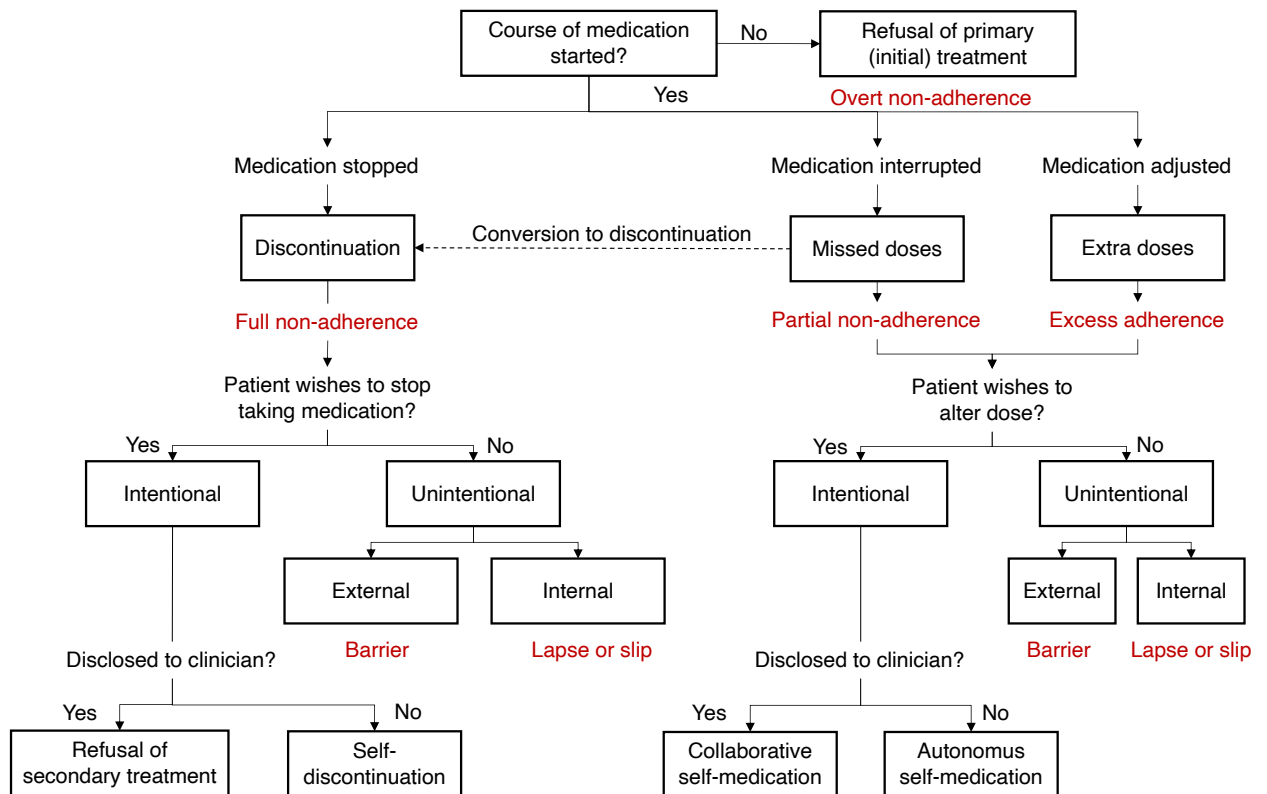 Course of medication
started?
No
Refusal of primary
(initial) treatment
Yes
Overt non-adherence
Medication stopped
Medication interrupted
Medication adjusted
Discontinuation
Conversion to discontinuation
Missed doses
Extra doses
Full non-adherence
Partial non-adherence
Excess adherence
Patient wishes to stop
taking medication?
Patient wishes to
alter dose?
Yes
No
Yes
No
Intentional
Unintentional
Intentional
Unintentional
External
Internal
External
Internal
Barrier
Lapse or slip
Barrier
Lapse or slip
Disclosed to clinician?
Disclosed to clinician?
Yes
No
Yes
No
Refusal of
secondary treatment
Self-
discontinuation
Collaborative
self-medication
Autonomus
self-medication